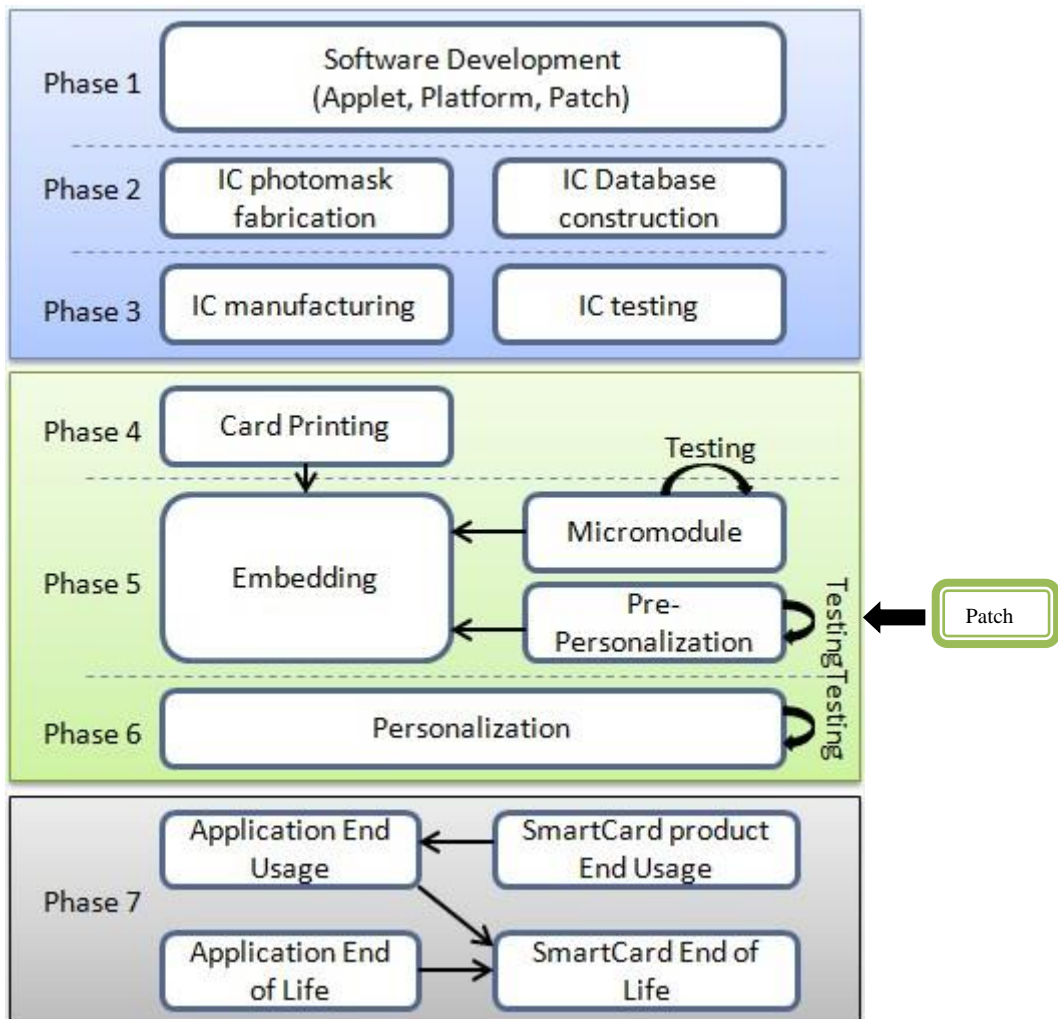 Phase 1
Software Development
(Applet, Platform, Patch)
Phase 2
IC photomask
fabrication
IC Database
construction
Phase 3
IC manufacturing
IC testing
Phase 4
Card Printing
Testing
Phase 5
Embedding
Micromodule
Pre-
Personalization
Testing
Patch
Phase 6
Personalization
Testing
Phase 7
Application End
Usage
SmartCard product
End Usage
Application End
of Life
SmartCard End of
Life